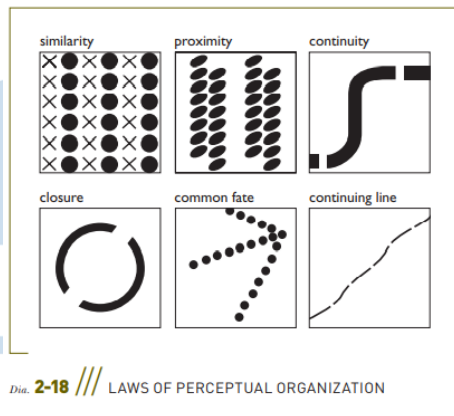 similarity proximity continuity
closure common fate continuing line
Dia. 2-18 /// LAWS OF PERCEPTUAL ORGANIZATION